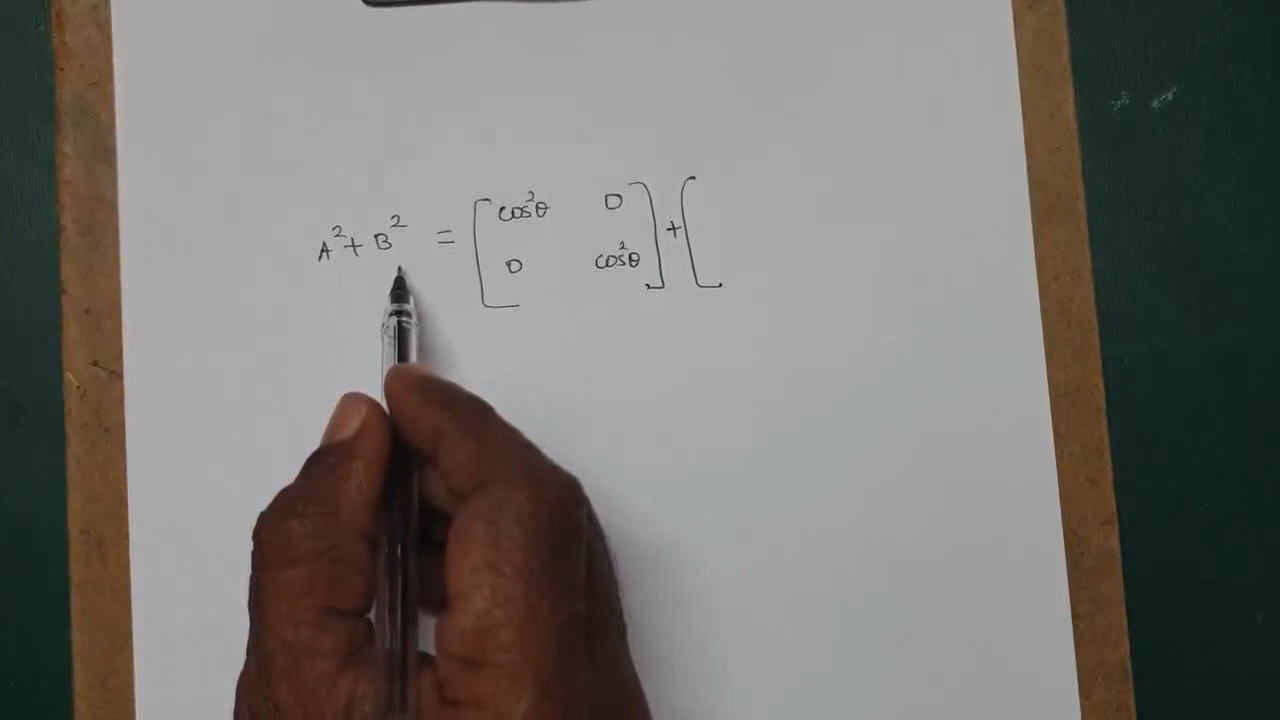 A² + B² = [ cos²θ 0 ] + [
0 cos²θ